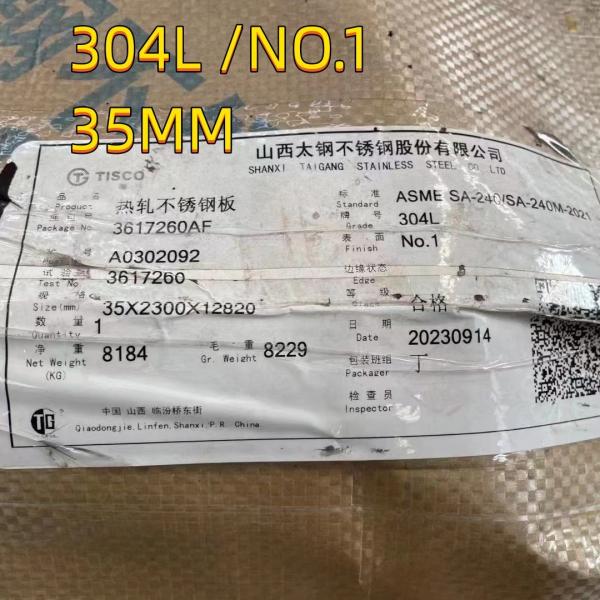 304L /NO.1
35MM
山西太钢不锈钢股份有限公司
SHANXI TAIGANG STAINLESS STEEL CO LTD
TISCO
品名 Product 热轧不锈钢板
标准 Standard ASME SA-240/SA-240M-2021
Package No 3617260AF
牌号 Grade 304L
A0302092
表面 Finish No.1
试验号 Test No 3617260
边缘状态 Edge
规格 Size(mm) 35X2300X12820
等级 合格
数量 Quantity 1
日期 Date 20230914
净重 Net Weight (KG) 8184
毛重 Gr. Weight 8229
包装班组 Packager 丁
检查员 Inspector
TG
中国 山西 临汾桥东街
Qiaodongjie, Linfen, Shanxi, P.R. China